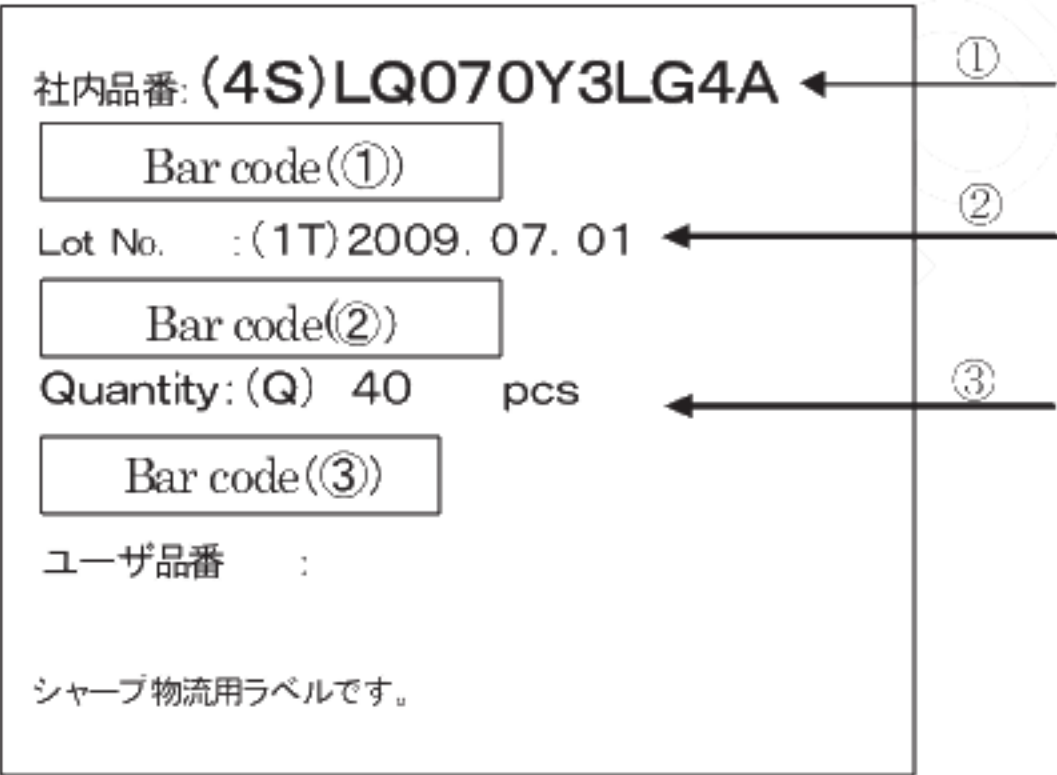 社内品番: (4S)LQ070Y3LG4A ①
Bar code(①)
Lot No. :(1T)2009. 07. 01 ②
Bar code(②)
Quantity:(Q) 40 pcs ③
Bar code(③)
ユーザ品番 :
シャープ物流用ラベルです。